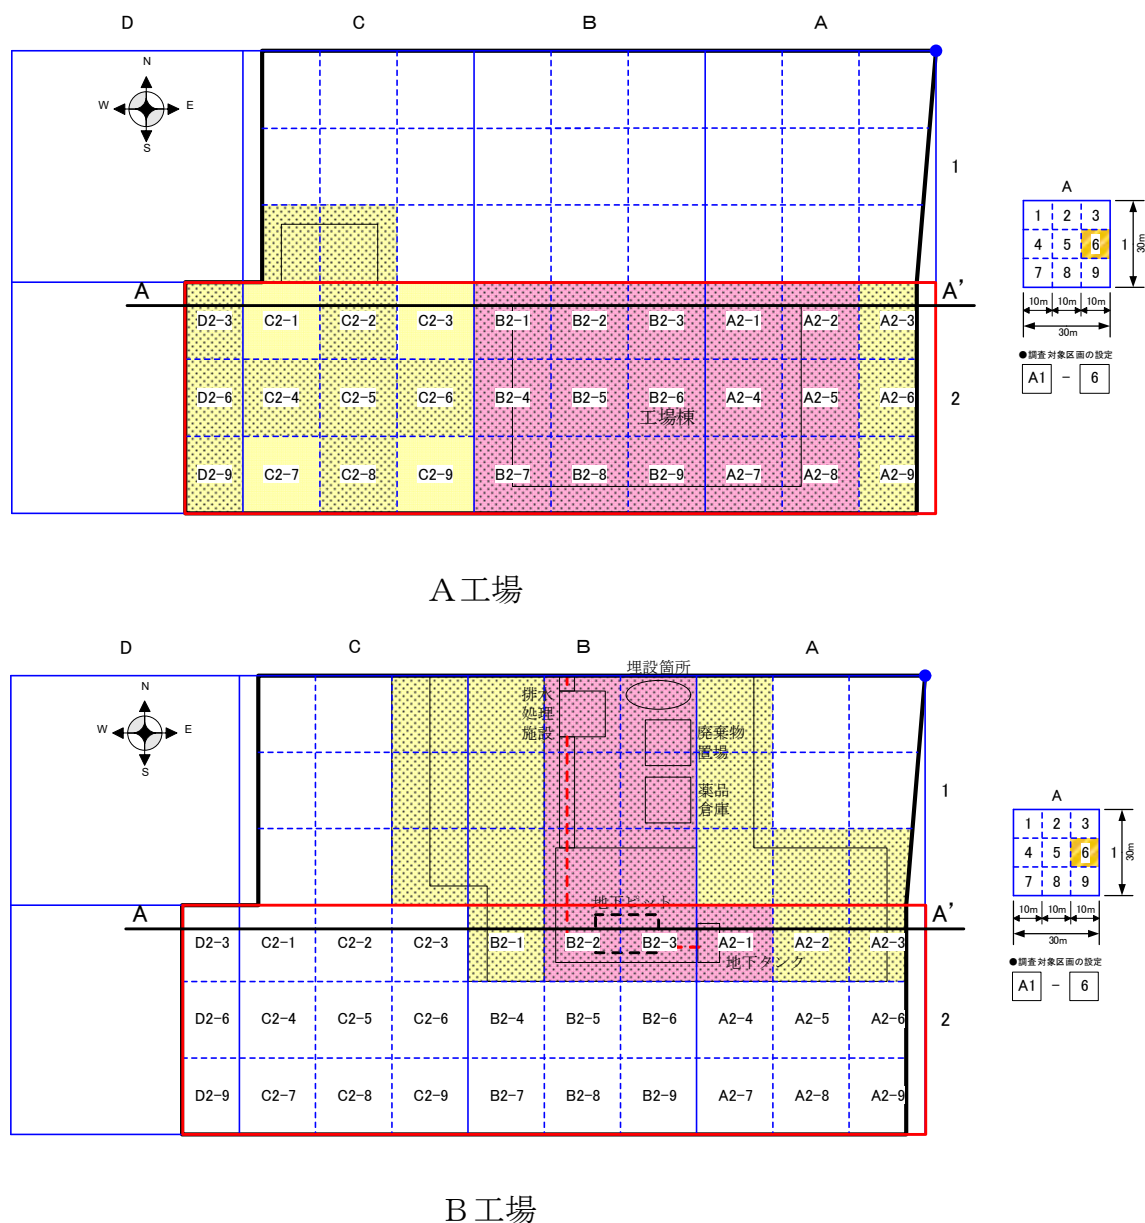 D C B A
N
W E
S
1
A A'
D2-3 C2-1 C2-2 C2-3 B2-1 B2-2 B2-3 A2-1 A2-2 A2-3
D2-6 C2-4 C2-5 C2-6 B2-4 B2-5 B2-6 A2-4 A2-5 A2-6
2
工場棟
D2-9 C2-7 C2-8 C2-9 B2-7 B2-8 B2-9 A2-7 A2-8 A2-9
A
1 2 3
4 5 6
7 8 9
1
30m
10m 10m 10m
30m
●調査対象区画の設定
A1 - 6
A工場
D C B A
N
W E
S
埋設箇所
排水
処理
施設
廃棄物
置場
薬品
倉庫
1
地下ピット
A A'
D2-3 C2-1 C2-2 C2-3 B2-1 B2-2 B2-3 A2-1 A2-2 A2-3
地下タンク
D2-6 C2-4 C2-5 C2-6 B2-4 B2-5 B2-6 A2-4 A2-5 A2-6
2
D2-9 C2-7 C2-8 C2-9 B2-7 B2-8 B2-9 A2-7 A2-8 A2-9
A
1 2 3
4 5 6
7 8 9
1
30m
10m 10m 10m
30m
●調査対象区画の設定
A1 - 6
B工場